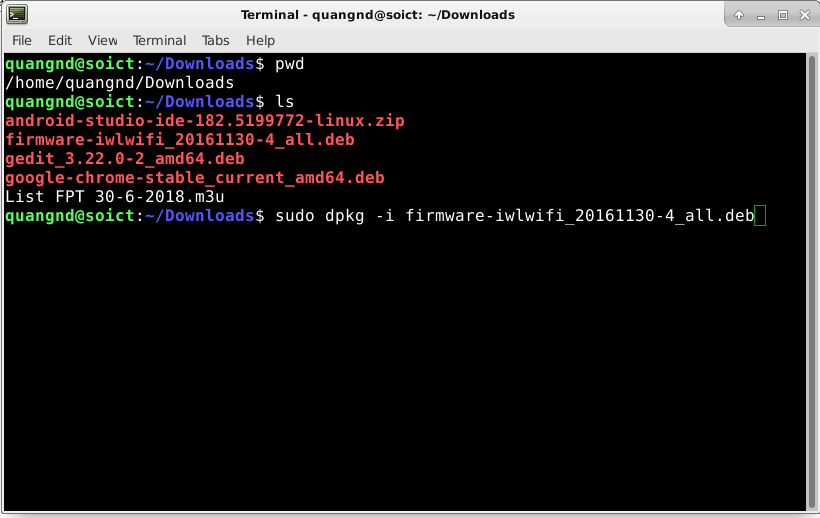 Terminal - quangnd@soict: ~/Downloads
File Edit View Terminal Tabs Help
quangnd@soict:~/Downloads$ pwd
/home/quangnd/Downloads
quangnd@soict:~/Downloads$ ls
android-studio-ide-182.5199772-linux.zip
firmware-iwlwifi_20161130-4_all.deb
gedit_3.22.0-2_amd64.deb
google-chrome-stable_current_amd64.deb
List FPT 30-6-2018.m3u
quangnd@soict:~/Downloads$ sudo dpkg -i firmware-iwlwifi_20161130-4_all.deb